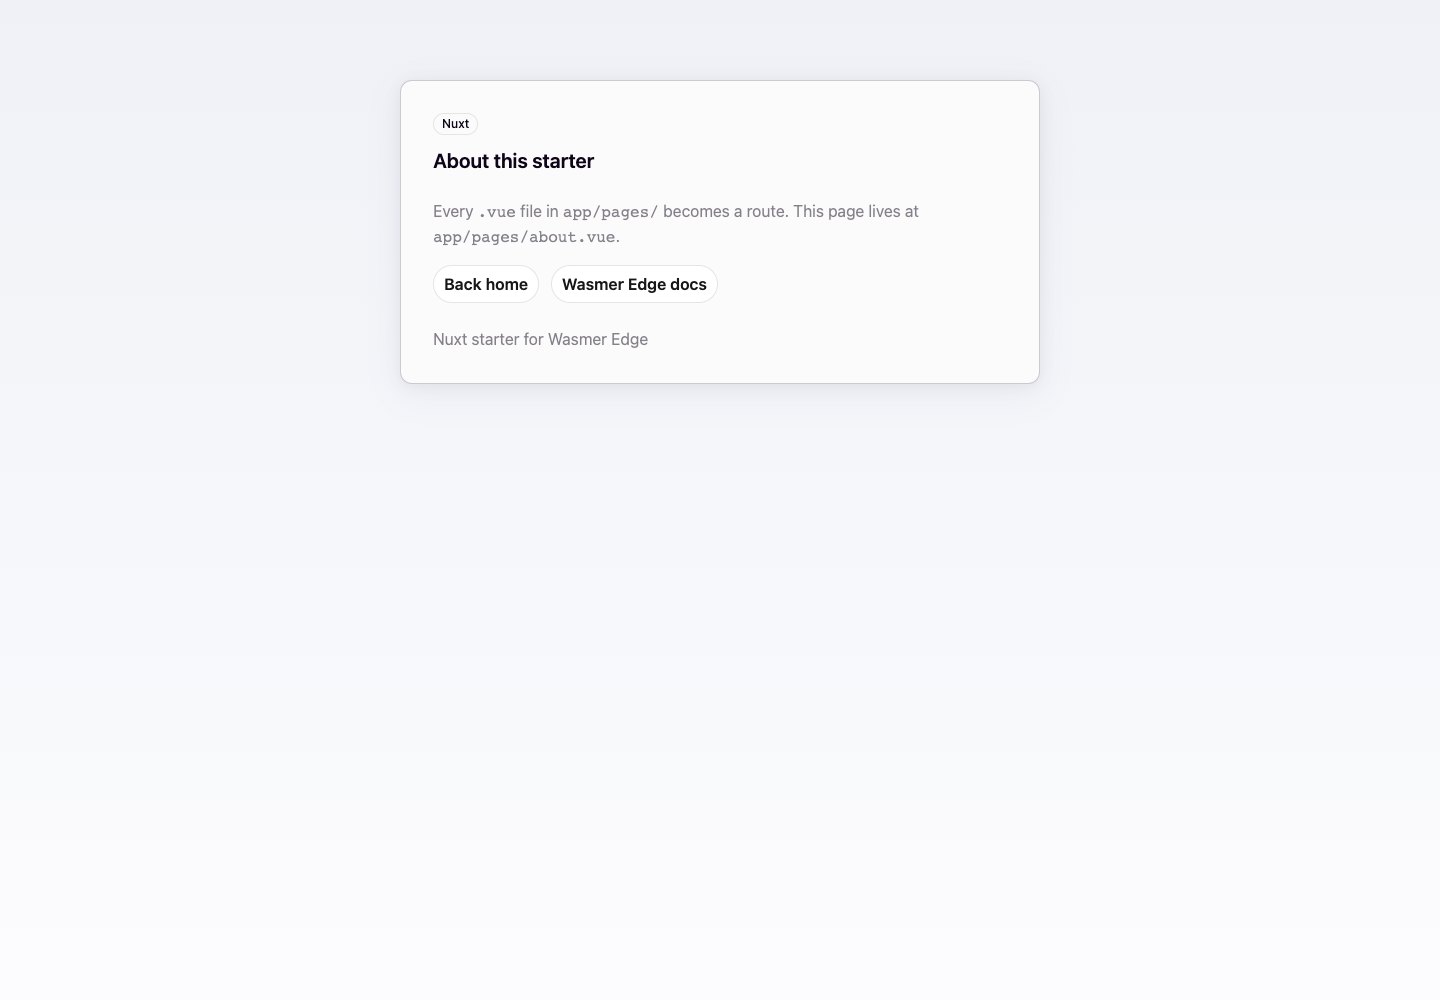 Nuxt
About this starter
Every .vue file in app/pages/ becomes a route. This page lives at
app/pages/about.vue.
Back home
Wasmer Edge docs
Nuxt starter for Wasmer Edge